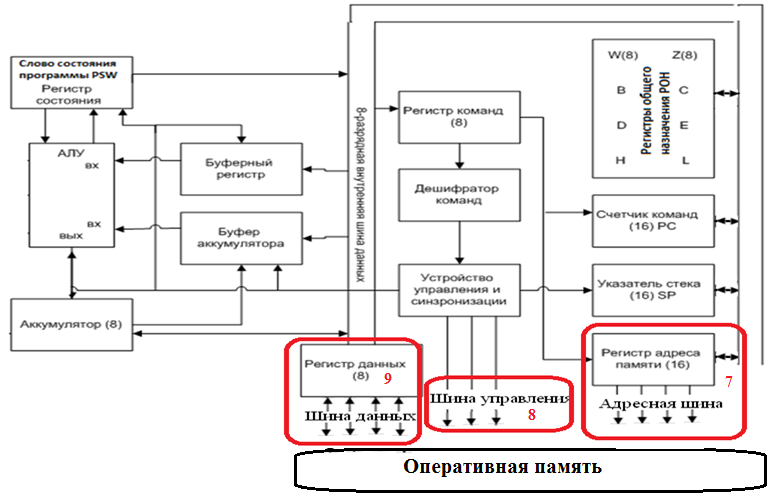 Слово состояния
программы PSW
Регистр
состояния
АЛУ
вх
вх
вых
Буферный
регистр
Буфер
аккумулятора
Аккумулятор (8)
8-разрядная внутренняя шина данных
Регистр команд
(8)
Дешифратор
команд
Устройство
управления и
синхронизации
W(8) Z(8)
B C
D E
H L
Регистры общего
назначения РОН
Счетчик команд
(16) PC
Указатель стека
(16) SP
Регистр адреса
памяти (16)
7
Адресная шина
Регистр данных
(8) 9
Шина данных
Шина управления
8
Оперативная память